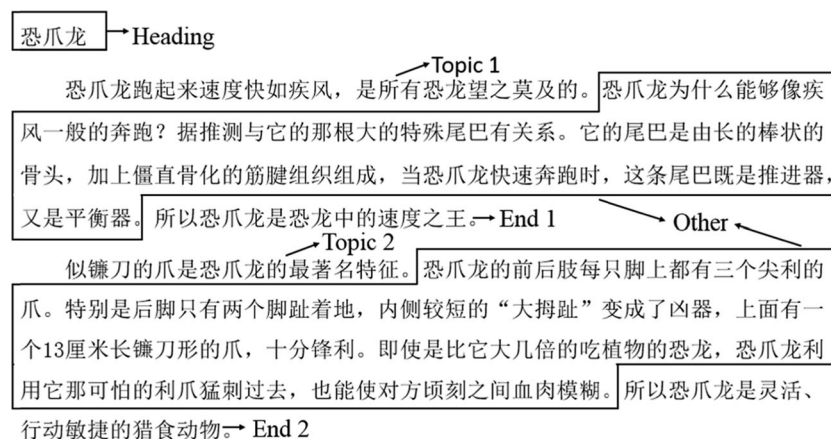 恐爪龙 Heading
Topic 1
恐爪龙跑起来速度快如疾风，是所有恐龙望之莫及的。恐爪龙为什么能够像疾
风一般的奔跑？据推测与它的那根大的特殊尾巴有关系。它的尾巴是由长的棒状的
骨头，加上僵直骨化的筋腱组织组成，当恐爪龙快速奔跑时，这条尾巴既是推进器，
又是平衡器。所以恐爪龙是恐龙中的速度之王。 End 1 Other
Topic 2
似镰刀的爪是恐爪龙的最著名特征。恐爪龙的前后肢每只脚上都有三个尖利的
爪。特别是后脚只有两个脚趾着地，内侧较短的“大拇趾”变成了凶器，上面有一
个13厘米长镰刀形的爪，十分锋利。即使是比它大几倍的吃植物的恐龙，恐爪龙利
用它那可怕的利爪猛刺过去，也能使对方顷刻之间血肉模糊。所以恐爪龙是灵活、
行动敏捷的猎食动物。 End 2